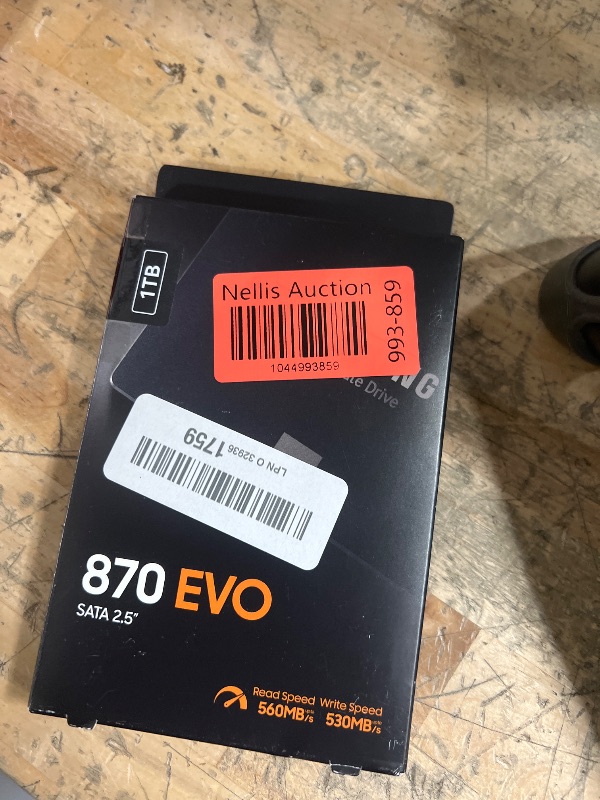 1TB
Nellis Auction
993-859
1044993859
NG
te Drive
LPN O 32936 1759
870 EVO
SATA 2.5"
Read Speed Write Speed
560MB/s 530MB/s